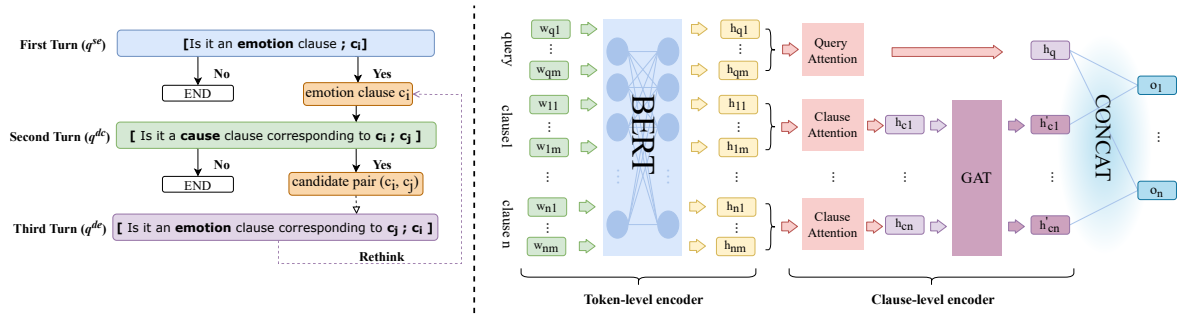 First Turn (q^se)
[Is it an emotion clause ; c_i]
No
Yes
END
emotion clause c_i
Second Turn (q^dc)
[ Is it a cause clause corresponding to c_i ; c_j ]
No
Yes
END
candidate pair (c_i, c_j)
Third Turn (q^de)
[ Is it an emotion clause corresponding to c_j ; c_i ]
Rethink
query
clause1
clause n
w_q1
⋮
w_qm
w_11
⋮
w_1m
⋮
w_n1
⋮
w_nm
BERT
h_q1
⋮
h_qm
h_11
⋮
h_1m
⋮
h_n1
⋮
h_nm
Query
Attention
Clause
Attention
⋮
Clause
Attention
h_c1
⋮
h_cn
GAT
h_q
h'_c1
⋮
h'_cn
CONCAT
o_1
⋮
o_n
Token-level encoder
Clause-level encoder